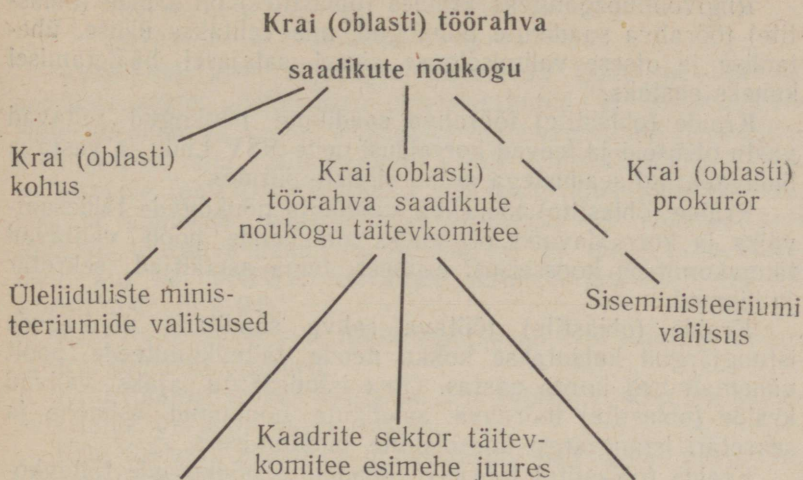 Krai (oblasti) töörahva
saadikute nõukogu
Krai (oblasti)
kohus
Krai (oblasti)
töörahva saadikute
nõukogu täitevkomitee
Krai (oblasti)
prokurör
Üleliiduliste minis-
teeriumide valitsused
Siseministeeriumi
valitsus
Kaadrite sektor täitev-
komitee esimehe juures